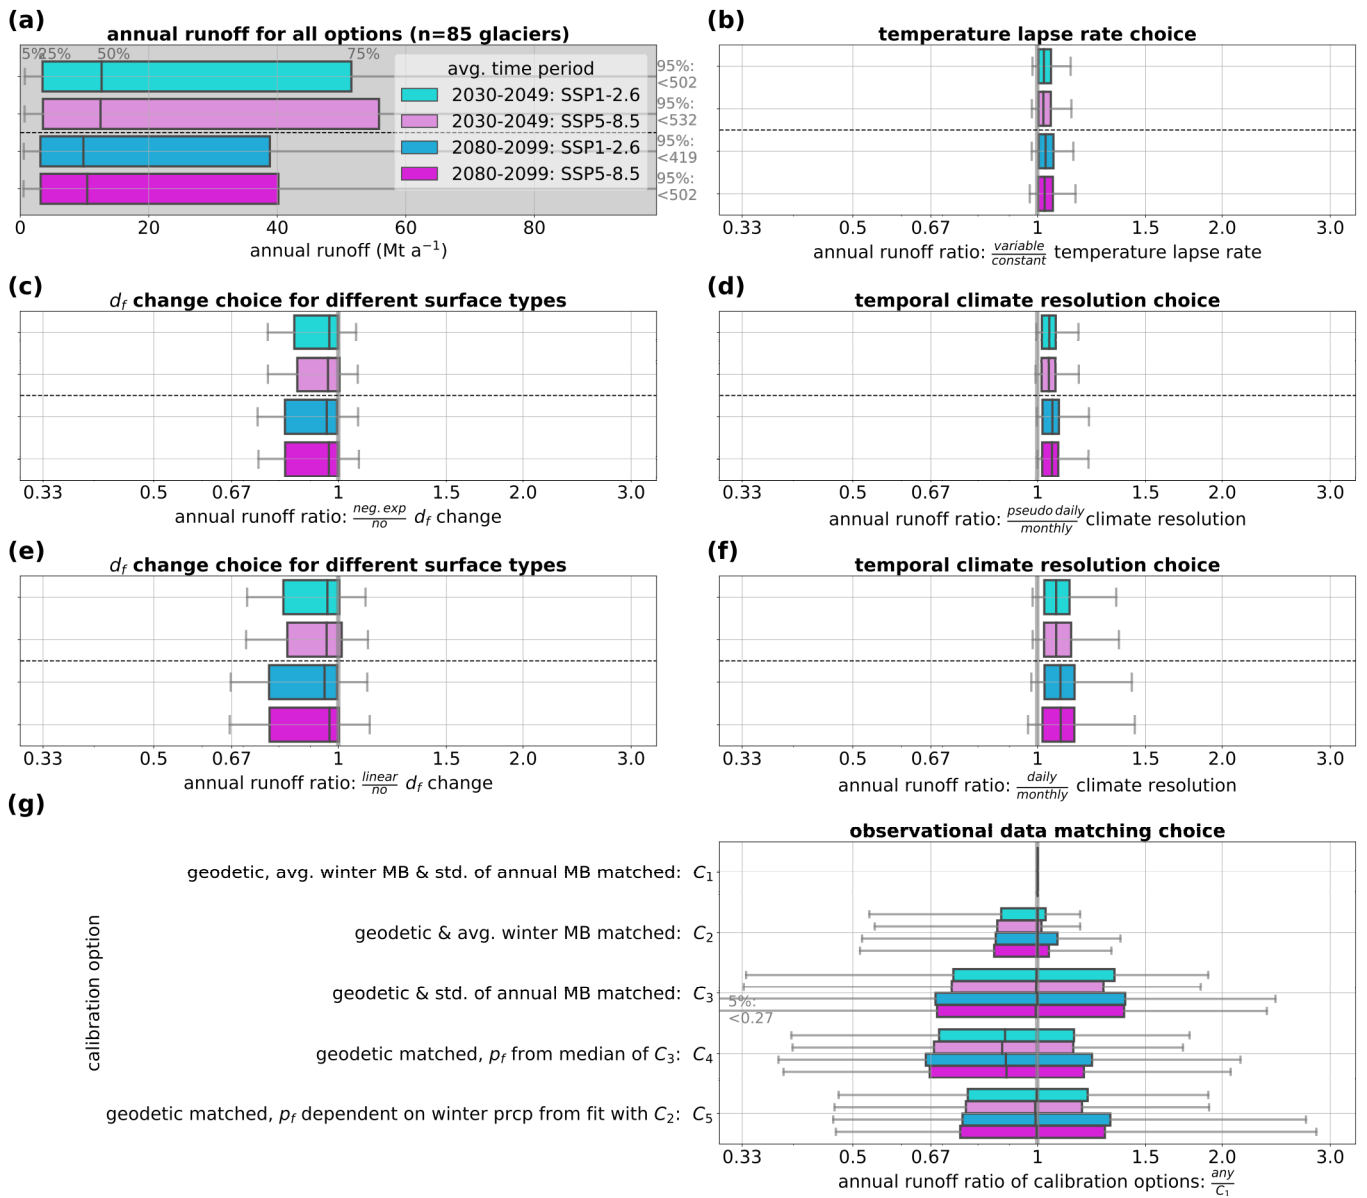 (a)
annual runoff for all options (n=85 glaciers)
5% 25% 50% 75%
avg. time period
2030-2049: SSP1-2.6
2030-2049: SSP5-8.5
2080-2099: SSP1-2.6
2080-2099: SSP5-8.5
95%:
<502
95%:
<532
95%:
<419
95%:
<502
0 20 40 60 80
annual runoff (Mt a⁻¹)
(b)
temperature lapse rate choice
0.33 0.5 0.67 1 1.5 2.0 3.0
annual runoff ratio: variable/constant temperature lapse rate
(c)
d_f change choice for different surface types
0.33 0.5 0.67 1 1.5 2.0 3.0
annual runoff ratio: neg. exp/no d_f change
(d)
temporal climate resolution choice
0.33 0.5 0.67 1 1.5 2.0 3.0
annual runoff ratio: pseudo daily/monthly climate resolution
(e)
d_f change choice for different surface types
0.33 0.5 0.67 1 1.5 2.0 3.0
annual runoff ratio: linear/no d_f change
(f)
temporal climate resolution choice
0.33 0.5 0.67 1 1.5 2.0 3.0
annual runoff ratio: daily/monthly climate resolution
(g)
observational data matching choice
calibration option
geodetic, avg. winter MB & std. of annual MB matched: C₁
geodetic & avg. winter MB matched: C₂
geodetic & std. of annual MB matched: C₃
5%:
<0.27
geodetic matched, p_f from median of C₃: C₄
geodetic matched, p_f dependent on winter prcp from fit with C₂: C₅
0.33 0.5 0.67 1 1.5 2.0 3.0
annual runoff ratio of calibration options: any/C₁